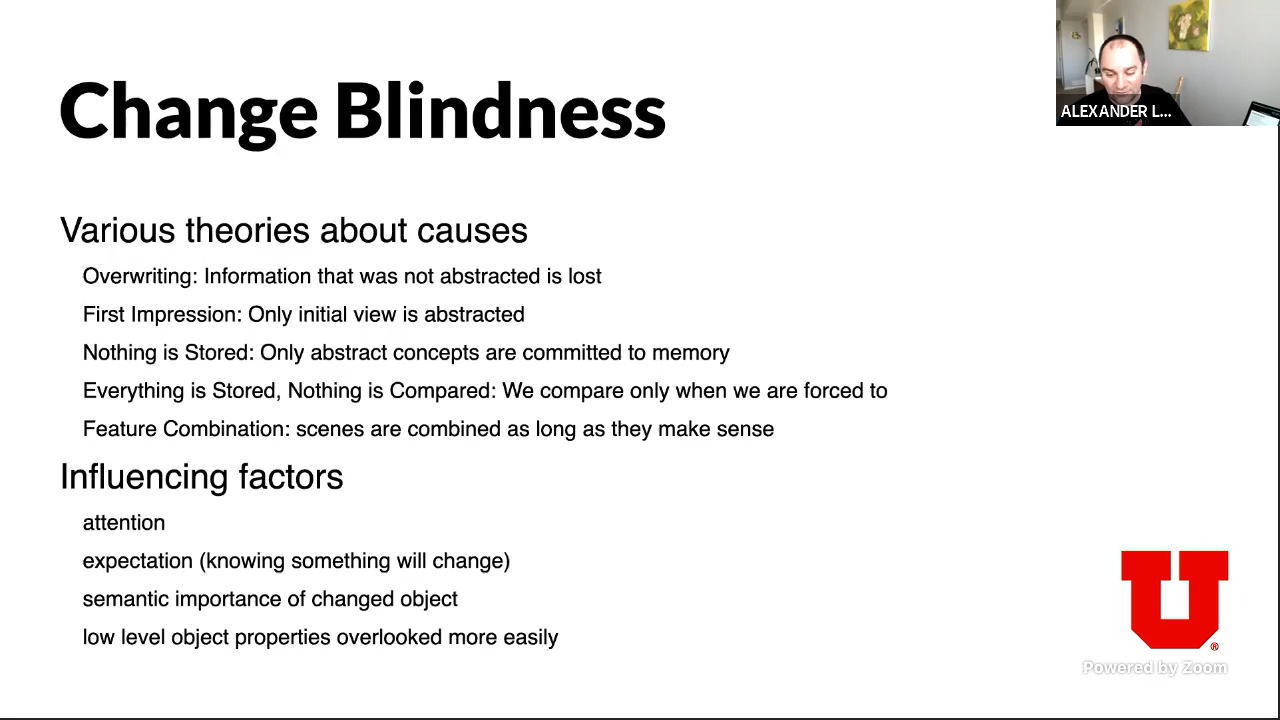 Change Blindness
ALEXANDER L...
Various theories about causes
Overwriting: Information that was not abstracted is lost
First Impression: Only initial view is abstracted
Nothing is Stored: Only abstract concepts are committed to memory
Everything is Stored, Nothing is Compared: We compare only when we are forced to
Feature Combination: scenes are combined as long as they make sense
Influencing factors
attention
expectation (knowing something will change)
semantic importance of changed object
low level object properties overlooked more easily
U®
Powered by Zoom